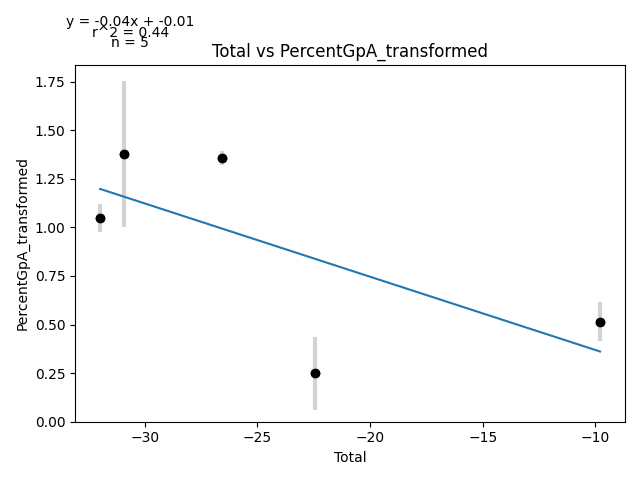 y = -0.04x + -0.01
r^2 = 0.44
n = 5
Total vs PercentGpA_transformed
PercentGpA_transformed
1.75
1.50
1.25
1.00
0.75
0.50
0.25
0.00
−30
−25
−20
−15
−10
Total